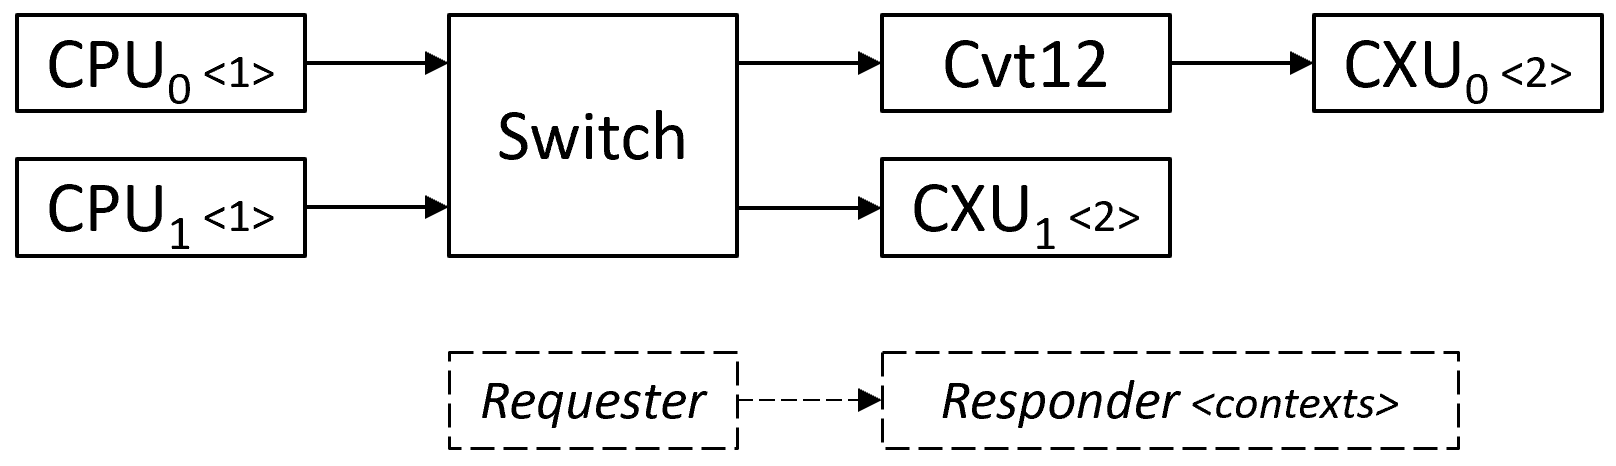 CPU₀ <1>
Switch
Cvt12
CXU₀ <2>
CPU₁ <1>
CXU₁ <2>
Requester
Responder <contexts>